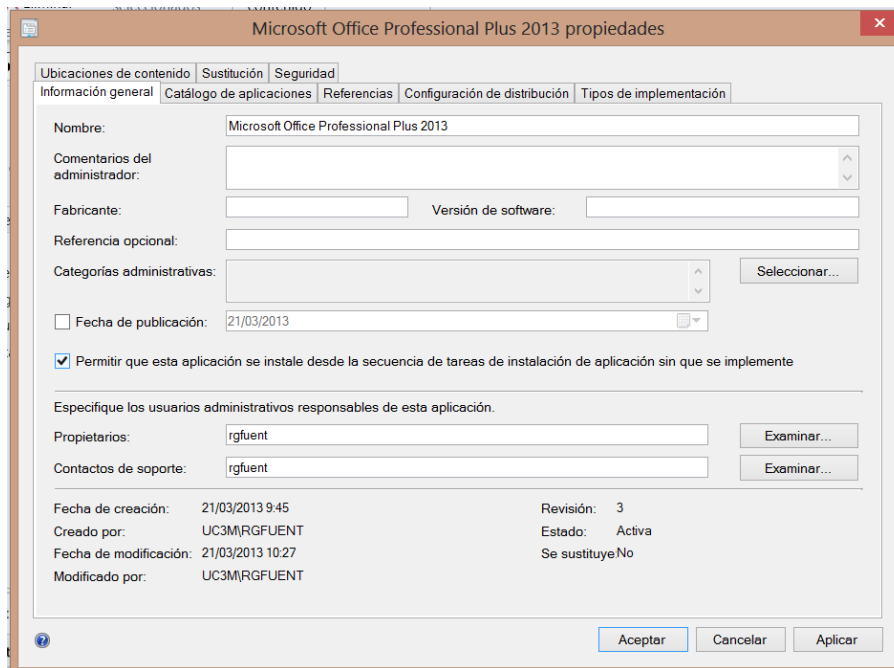 Microsoft Office Professional Plus 2013 propiedades
Ubicaciones de contenido Sustitución Seguridad
Información general Catálogo de aplicaciones Referencias Configuración de distribución Tipos de implementación
Nombre: Microsoft Office Professional Plus 2013
Comentarios del
administrador:
Fabricante: Versión de software:
Referencia opcional:
Categorías administrativas: Seleccionar...
Fecha de publicación: 21/03/2013
Permitir que esta aplicación se instale desde la secuencia de tareas de instalación de aplicación sin que se implemente
Especifique los usuarios administrativos responsables de esta aplicación.
Propietarios: rgfuent Examinar...
Contactos de soporte: rgfuent Examinar...
Fecha de creación: 21/03/2013 9:45 Revisión: 3
Creado por: UC3M\RGFUENT Estado: Activa
Fecha de modificación: 21/03/2013 10:27 Se sustituye No
Modificado por: UC3M\RGFUENT
Aceptar Cancelar Aplicar